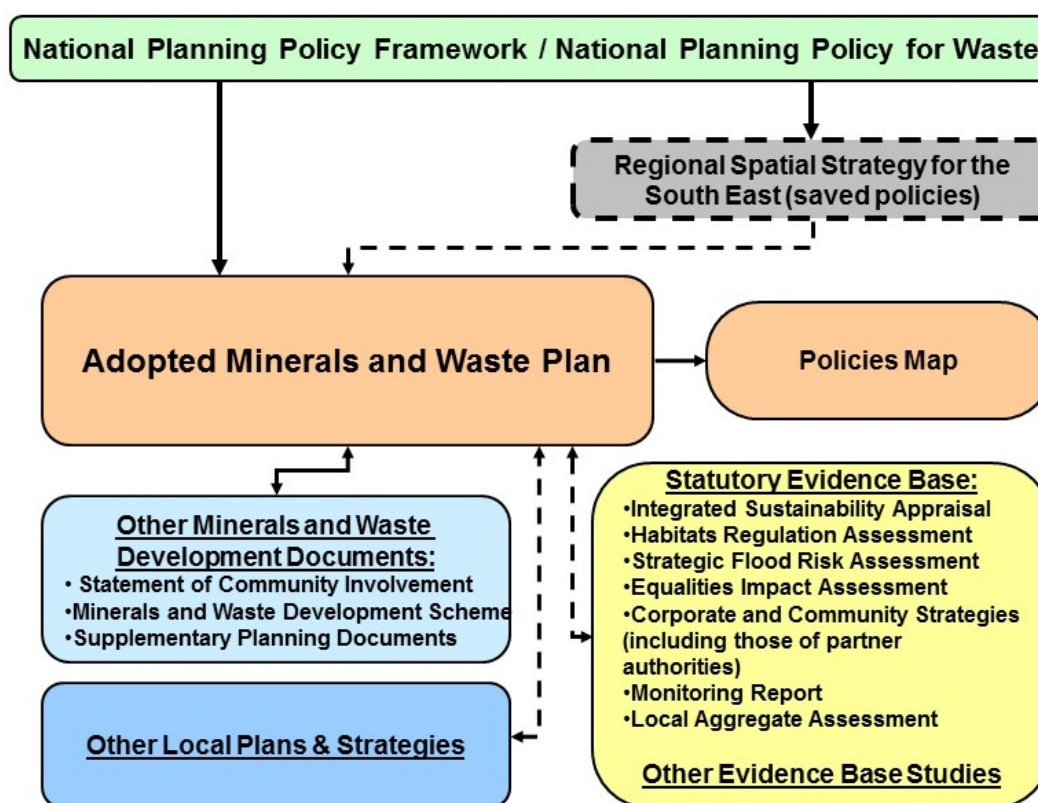 National Planning Policy Framework / National Planning Policy for Waste
Regional Spatial Strategy for the
South East (saved policies)
Adopted Minerals and Waste Plan
Policies Map
Other Minerals and Waste
Development Documents:
• Statement of Community Involvement
•Minerals and Waste Development Scheme
•Supplementary Planning Documents
Other Local Plans & Strategies
Statutory Evidence Base:
•Integrated Sustainability Appraisal
•Habitats Regulation Assessment
•Strategic Flood Risk Assessment
•Equalities Impact Assessment
•Corporate and Community Strategies
(including those of partner
authorities)
•Monitoring Report
•Local Aggregate Assessment
Other Evidence Base Studies